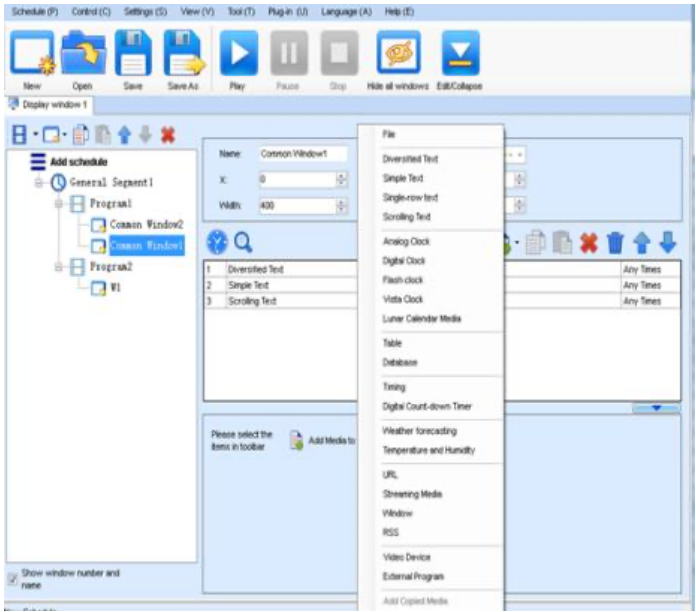 Schedule (P) Control (C) Settings (S) View (V) Tool (T) Plug-in (U) Language (A) Help (E)
New Open Save Save As Play Pause Stop Hide all windows Edit/Collapse
Display window 1
Add schedule
General Segment1
Program1
Common Window2
Common Window1
Program2
W1
Show window number and
name
Name: Common Window1
X: 0
Width: 400
1 Diversified Text Any Times
2 Simple Text Any Times
3 Scrolling Text Any Times
Please select the
items in toolbar
Add Media to
File
Diversified Text
Simple Text
Single-row text
Scrolling Text
Analog Clock
Digital Clock
Flash clock
Vista Clock
Lunar Calendar Media
Table
Database
Timing
Digital Count-down Timer
Weather forecasting
Temperature and Humidity
URL
Streaming Media
Window
RSS
Video Device
External Program
Add Copied Media